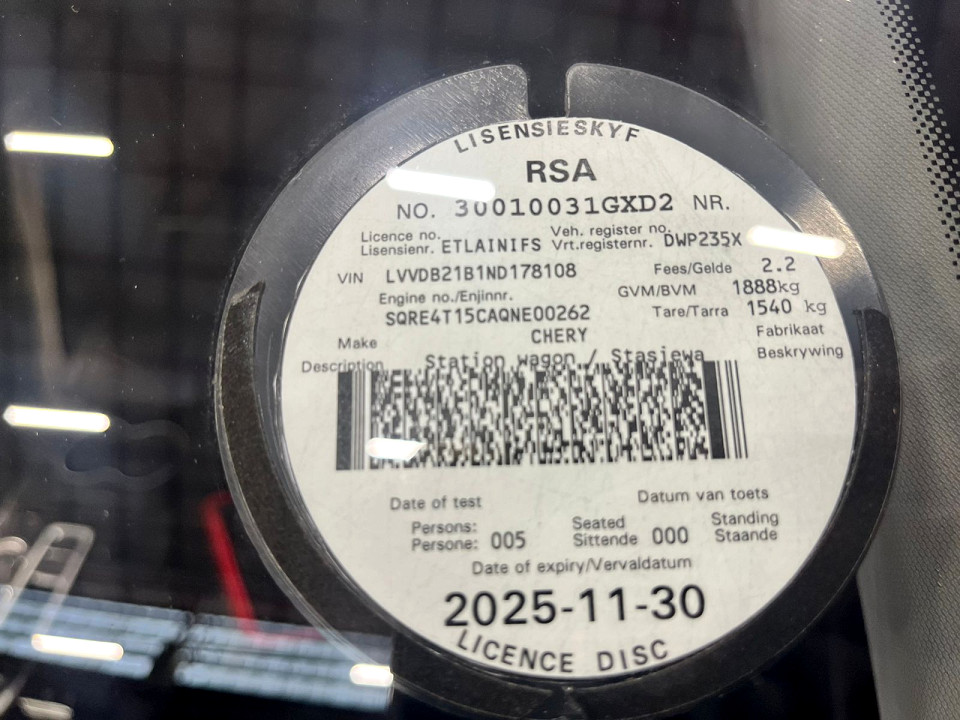 LISENSIESKYF
RSA
NO. 30010031GXD2 NR.
Licence no. Veh. register no.
Lisensienr. ETLAINIFS Vrt.registernr. DWP235X
VIN LVVDB21B1ND178108 Fees/Gelde 2.2
Engine no./Enjinnr. GVM/BVM 1888kg
SQRE4T15CAQNE00262 Tare/Tarra 1540 kg
Make CHERY Fabrikaat
Description Station wagon / Stasiewa Beskrywing
Date of test Datum van toets
Persons: Seated Standing
Persone: 005 Sittende 000 Staande
Date of expiry/Vervaldatum
2025-11-30
LICENCE DISC